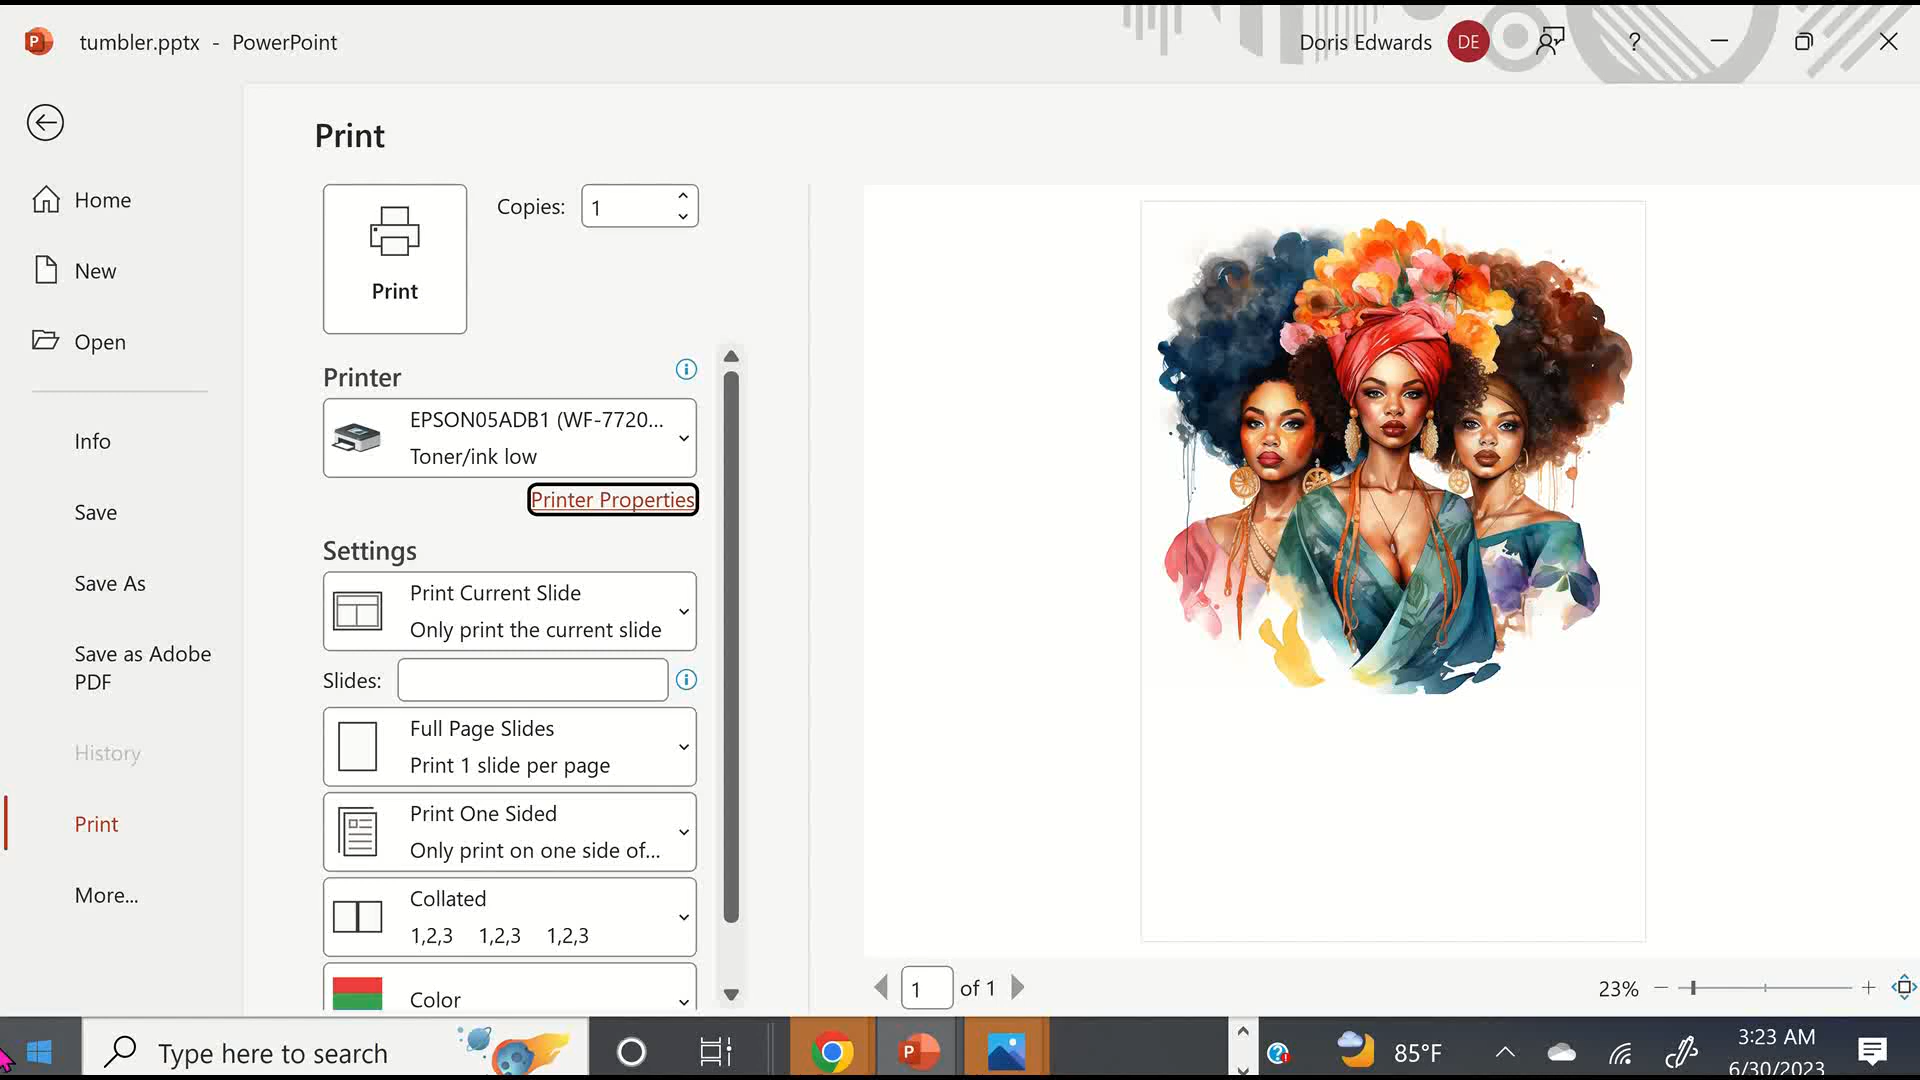 tumbler.pptx - PowerPoint
Doris Edwards DE ?
Print
Home
New
Open
Info
Save
Save As
Save as Adobe
PDF
History
Print
More...
Print
Copies: 1
Printer
EPSON05ADB1 (WF-7720...
Toner/ink low
Printer Properties
Settings
Print Current Slide
Only print the current slide
Slides:
Full Page Slides
Print 1 slide per page
Print One Sided
Only print on one side of...
Collated
1,2,3 1,2,3 1,2,3
Color
1 of 1
23%
Type here to search
85°F
3:23 AM
6/30/2023